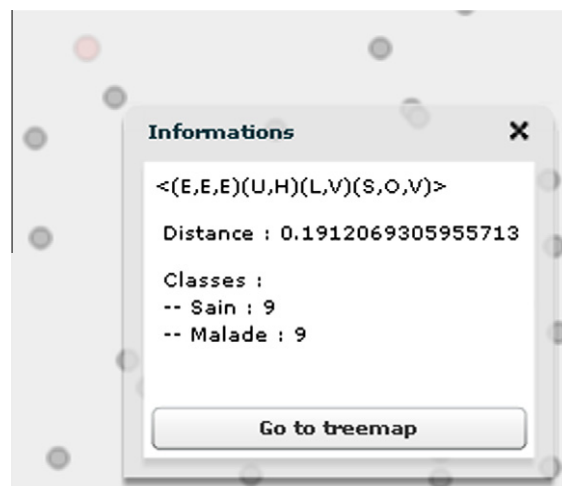 Informations
<(E,E,E)(U,H)(L,V)(S,O,V)>
Distance : 0.1912069305955713
Classes :
-- Sain : 9
-- Malade : 9
Go to treemap